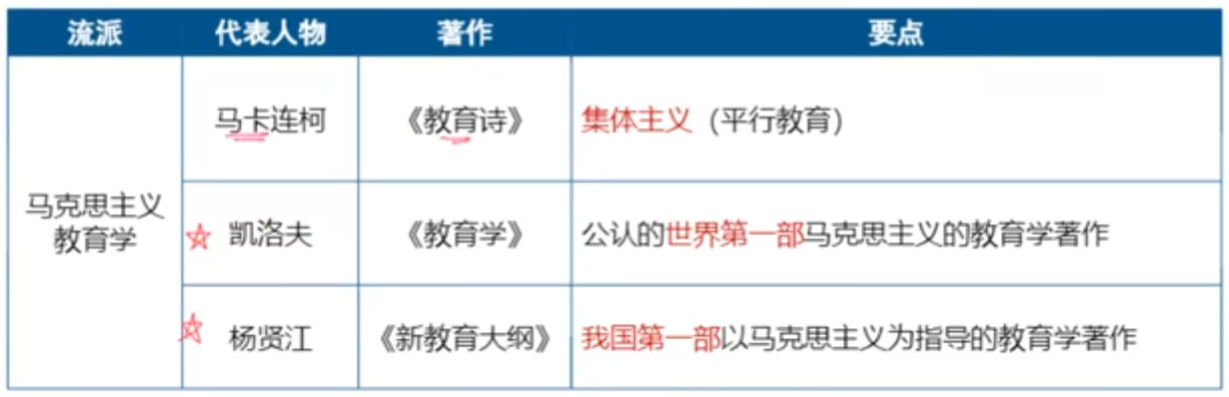 流派 代表人物 著作 要点
马卡连柯 《教育诗》 集体主义（平行教育）
马克思主义
教育学
凯洛夫 《教育学》 公认的世界第一部马克思主义的教育学著作
杨贤江 《新教育大纲》 我国第一部以马克思主义为指导的教育学著作